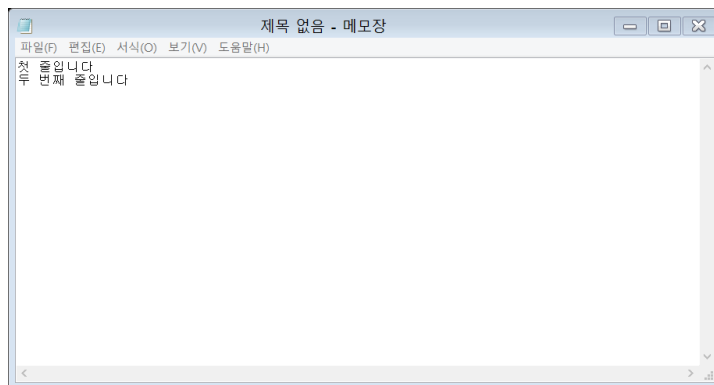 제목 없음 - 메모장
파일(F) 편집(E) 서식(O) 보기(V) 도움말(H)
첫 줄입니다
두 번째 줄입니다